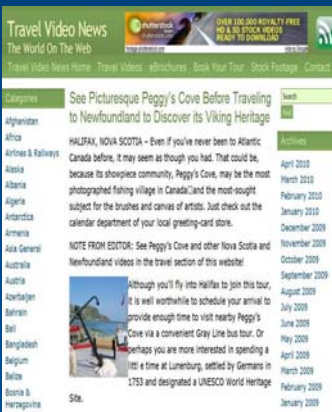 Travel Video News
The World On The Web
shutterstock
OVER 100,000 ROYALTY-FREE
HD & SD STOCK VIDEOS
READY TO DOWNLOAD
Travel Video News Home Travel Videos eBrochures Book Your Tour Stock Footage Contact
Categories
Afghanistan
Africa
Airlines & Railways
Alaska
Albania
Algeria
Antarctica
Armenia
Asia General
Australia
Austria
Azerbaijan
Bahrain
Bali
Bangladesh
Belgium
Belize
Bosnia &
Herzegovina
See Picturesque Peggy's Cove Before Traveling
to Newfoundland to Discover its Viking Heritage
HALIFAX, NOVA SCOTIA – Even if you've never been to Atlantic
Canada before, it may seem as though you had. That could be,
because its showpiece community, Peggy's Cove, may be the most
photographed fishing village in Canada□and the most-sought
subject for the brushes and canvas of artists. Just check out the
calendar department of your local greeting-card store.
NOTE FROM EDITOR: See Peggy's Cove and other Nova Scotia and
Newfoundland videos in the travel section of this website!
Although you'll fly into Halifax to join this tour,
it is well worthwhile to schedule your arrival to
provide enough time to visit nearby Peggy's
Cove via a convenient Gray Line bus tour. Or
perhaps you are more interested in spending a
littl e time at Lunenburg, settled by Germans in
1753 and designated a UNESCO World Heritage
Site.
Search
Archives
April 2010
March 2010
February 2010
January 2010
December 2009
November 2009
October 2009
September 2009
August 2009
July 2009
June 2009
May 2009
April 2009
March 2009
February 2009
January 2009